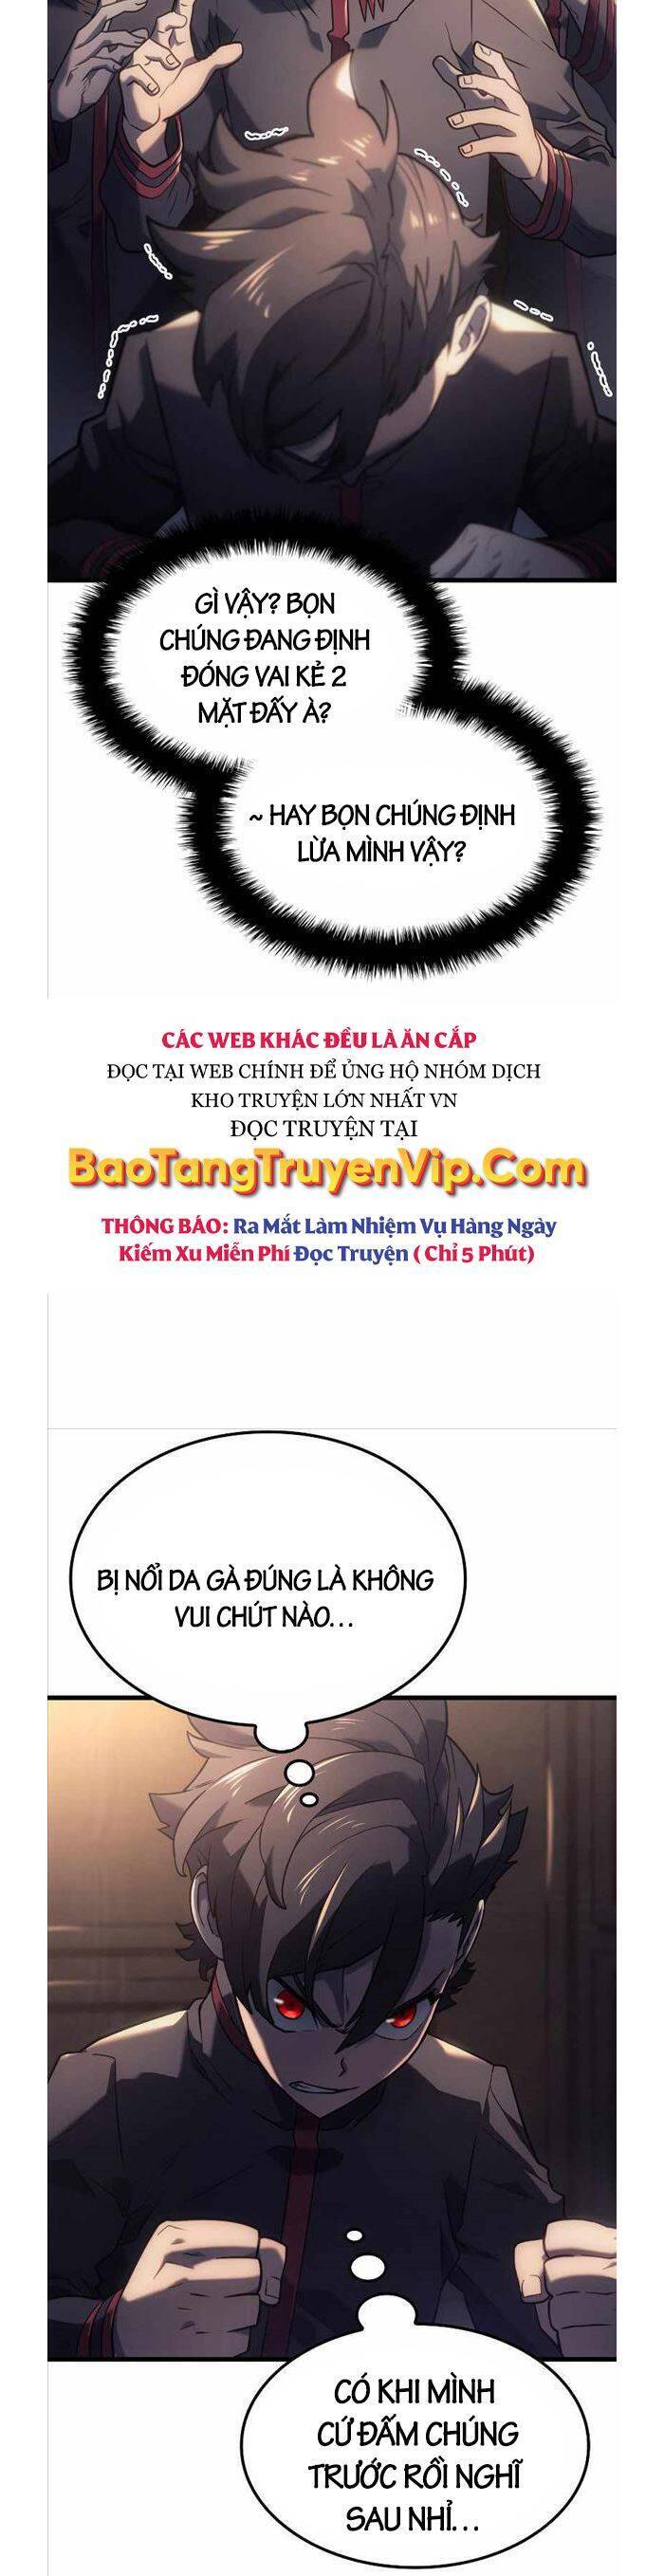 GÌ VẬY? BỌN
CHÚNG ĐANG ĐỊNH
ĐÓNG VAI KẺ 2
MẶT ĐẤY À?
~ HAY BỌN CHÚNG ĐỊNH
LỪA MÌNH VẬY?
CÁC WEB KHÁC ĐỀU LÀ ĂN CẮP
ĐỌC TẠI WEB CHÍNH ĐỂ ỦNG HỘ NHÓM DỊCH
KHO TRUYỆN LỚN NHẤT VN
ĐỌC TRUYỆN TẠI
BaoTangTruyenVip.Com
THÔNG BÁO: Ra Mắt Làm Nhiệm Vụ Hàng Ngày
Kiếm Xu Miễn Phí Đọc Truyện ( Chỉ 5 Phút)
BỊ NỔI DA GÀ ĐÚNG LÀ KHÔNG
VUI CHÚT NÀO...
CÓ KHI MÌNH
CỨ ĐẤM CHÚNG
TRƯỚC RỒI NGHĨ
SAU NHỈ...